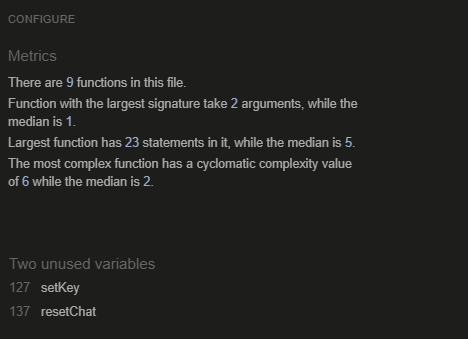 CONFIGURE
Metrics
There are 9 functions in this file.
Function with the largest signature take 2 arguments, while the
median is 1.
Largest function has 23 statements in it, while the median is 5.
The most complex function has a cyclomatic complexity value
of 6 while the median is 2.
Two unused variables
127 setKey
137 resetChat